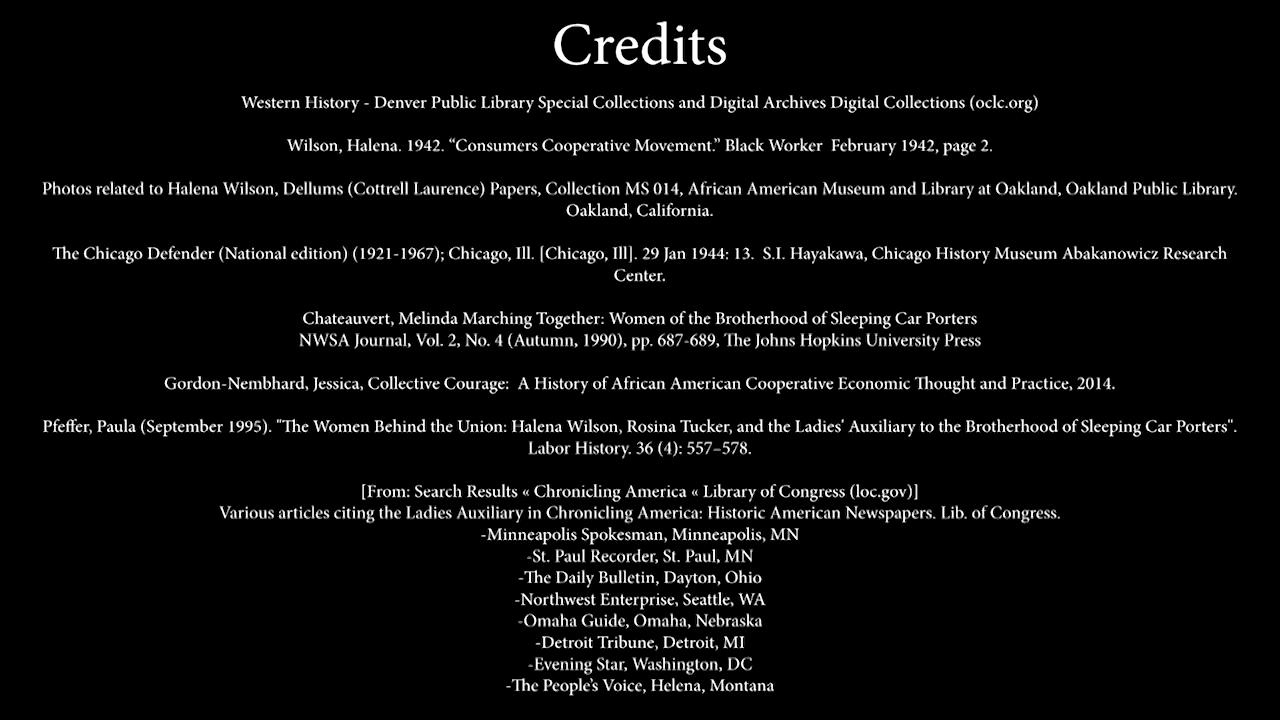 Credits
Western History - Denver Public Library Special Collections and Digital Archives Digital Collections (oclc.org)
Wilson, Halena. 1942. “Consumers Cooperative Movement.” Black Worker  February 1942, page 2.
Photos related to Halena Wilson, Dellums (Cottrell Laurence) Papers, Collection MS 014, African American Museum and Library at Oakland, Oakland Public Library.
Oakland, California.
The Chicago Defender (National edition) (1921-1967); Chicago, Ill. [Chicago, Ill]. 29 Jan 1944: 13.  S.I. Hayakawa, Chicago History Museum Abakanowicz Research
Center.
Chateauvert, Melinda Marching Together: Women of the Brotherhood of Sleeping Car Porters
NWSA Journal, Vol. 2, No. 4 (Autumn, 1990), pp. 687-689, The Johns Hopkins University Press
Gordon-Nembhard, Jessica, Collective Courage:  A History of African American Cooperative Economic Thought and Practice, 2014.
Pfeffer, Paula (September 1995). "The Women Behind the Union: Halena Wilson, Rosina Tucker, and the Ladies' Auxiliary to the Brotherhood of Sleeping Car Porters".
Labor History. 36 (4): 557–578.
[From: Search Results « Chronicling America « Library of Congress (loc.gov)]
Various articles citing the Ladies Auxiliary in Chronicling America: Historic American Newspapers. Lib. of Congress.
-Minneapolis Spokesman, Minneapolis, MN
-St. Paul Recorder, St. Paul, MN
-The Daily Bulletin, Dayton, Ohio
-Northwest Enterprise, Seattle, WA
-Omaha Guide, Omaha, Nebraska
-Detroit Tribune, Detroit, MI
-Evening Star, Washington, DC
-The People’s Voice, Helena, Montana